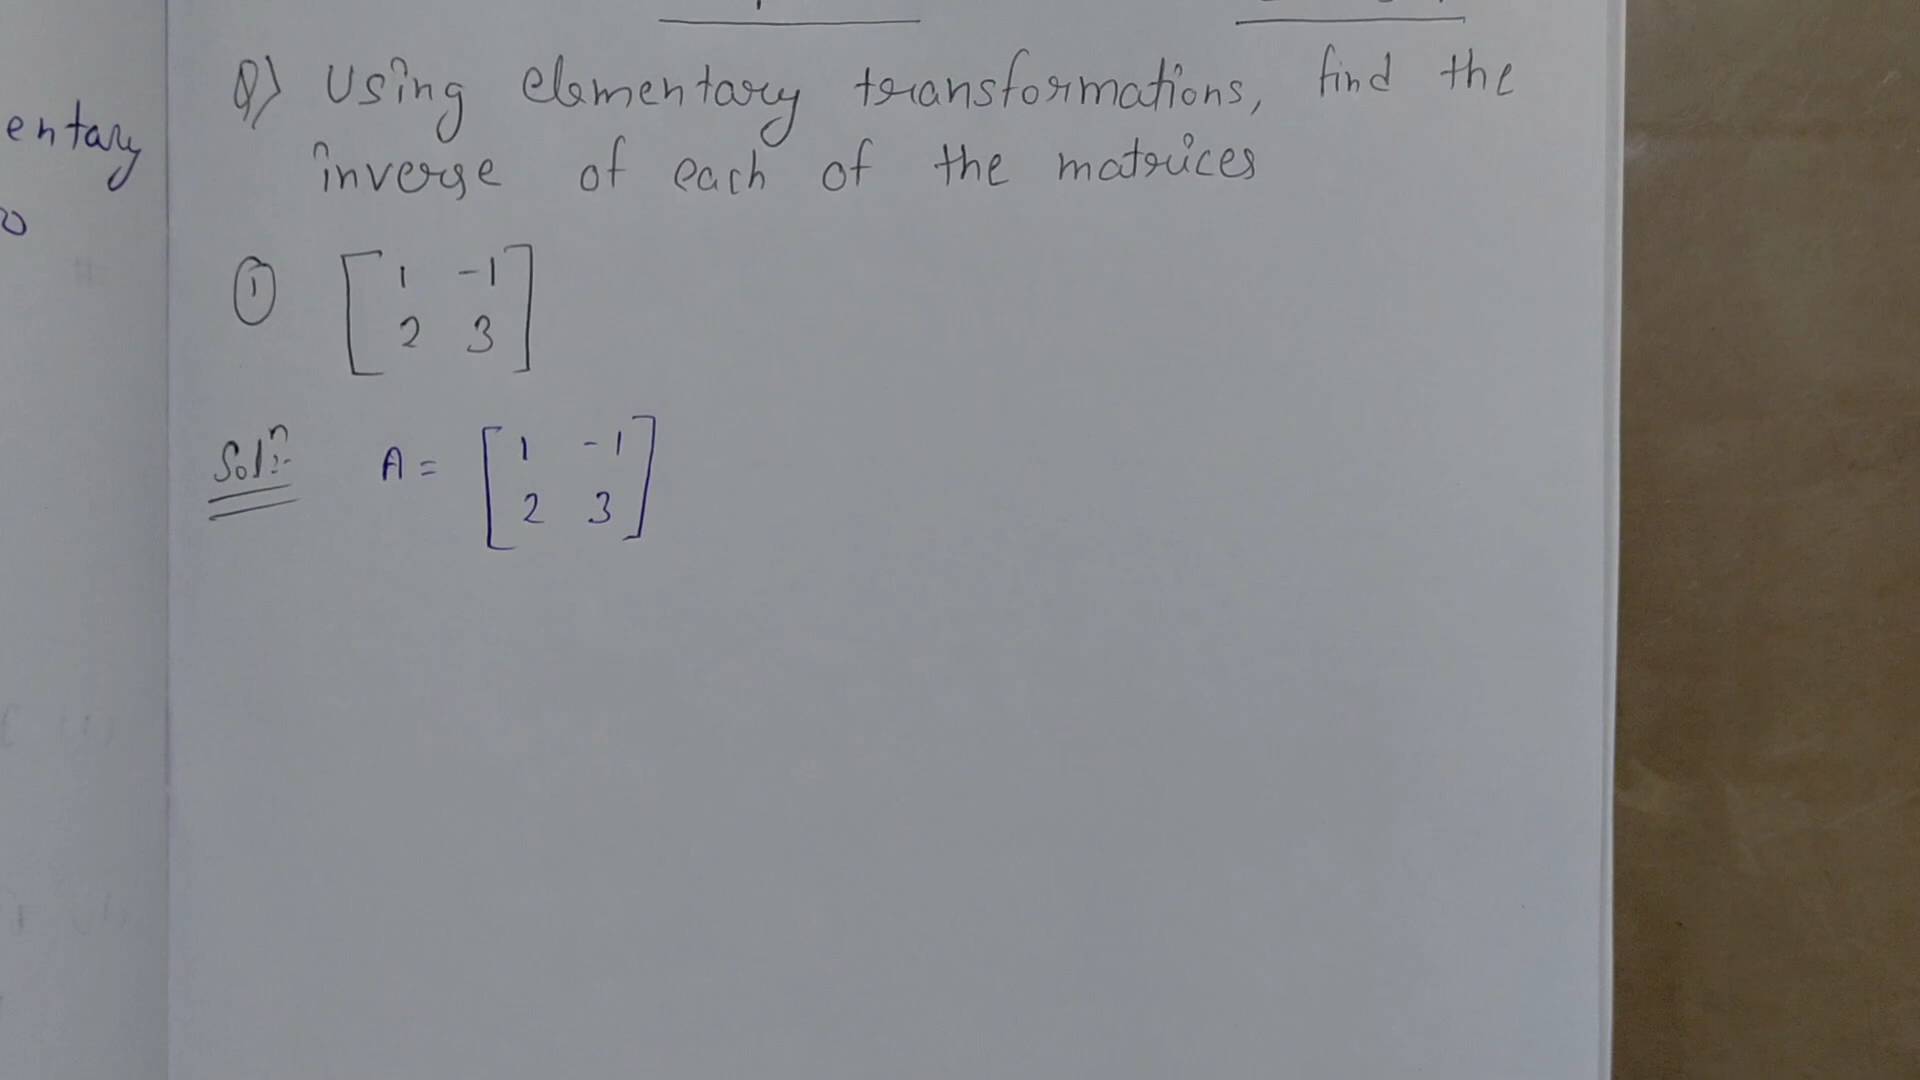 entary
Q) Using elementary transformations, find the
inverse of each of the matrices
① [ 1 -1
2 3 ]
Solⁿ:- A = [ 1 -1
2 3 ]